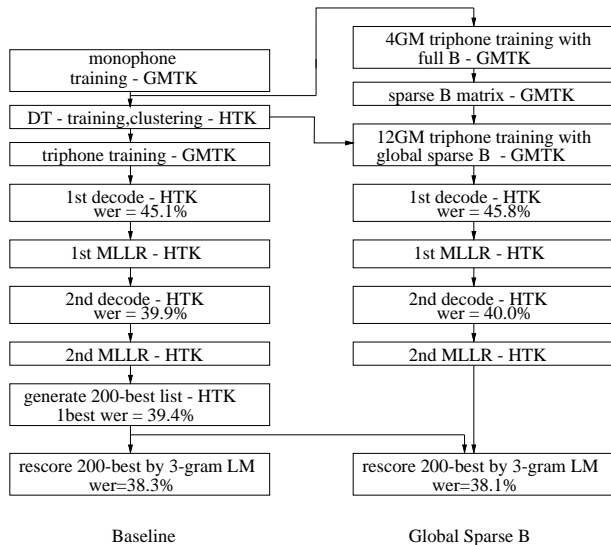 monophone
training - GMTK
DT - training,clustering - HTK
triphone training - GMTK
1st decode - HTK
wer = 45.1%
1st MLLR - HTK
2nd decode - HTK
wer = 39.9%
2nd MLLR - HTK
generate 200-best list - HTK
1best wer = 39.4%
rescore 200-best by 3-gram LM
wer=38.3%
Baseline
4GM triphone training with
full B - GMTK
sparse B matrix - GMTK
12GM triphone training with
global sparse B - GMTK
1st decode - HTK
wer = 45.8%
1st MLLR - HTK
2nd decode - HTK
wer = 40.0%
2nd MLLR - HTK
rescore 200-best by 3-gram LM
wer=38.1%
Global Sparse B